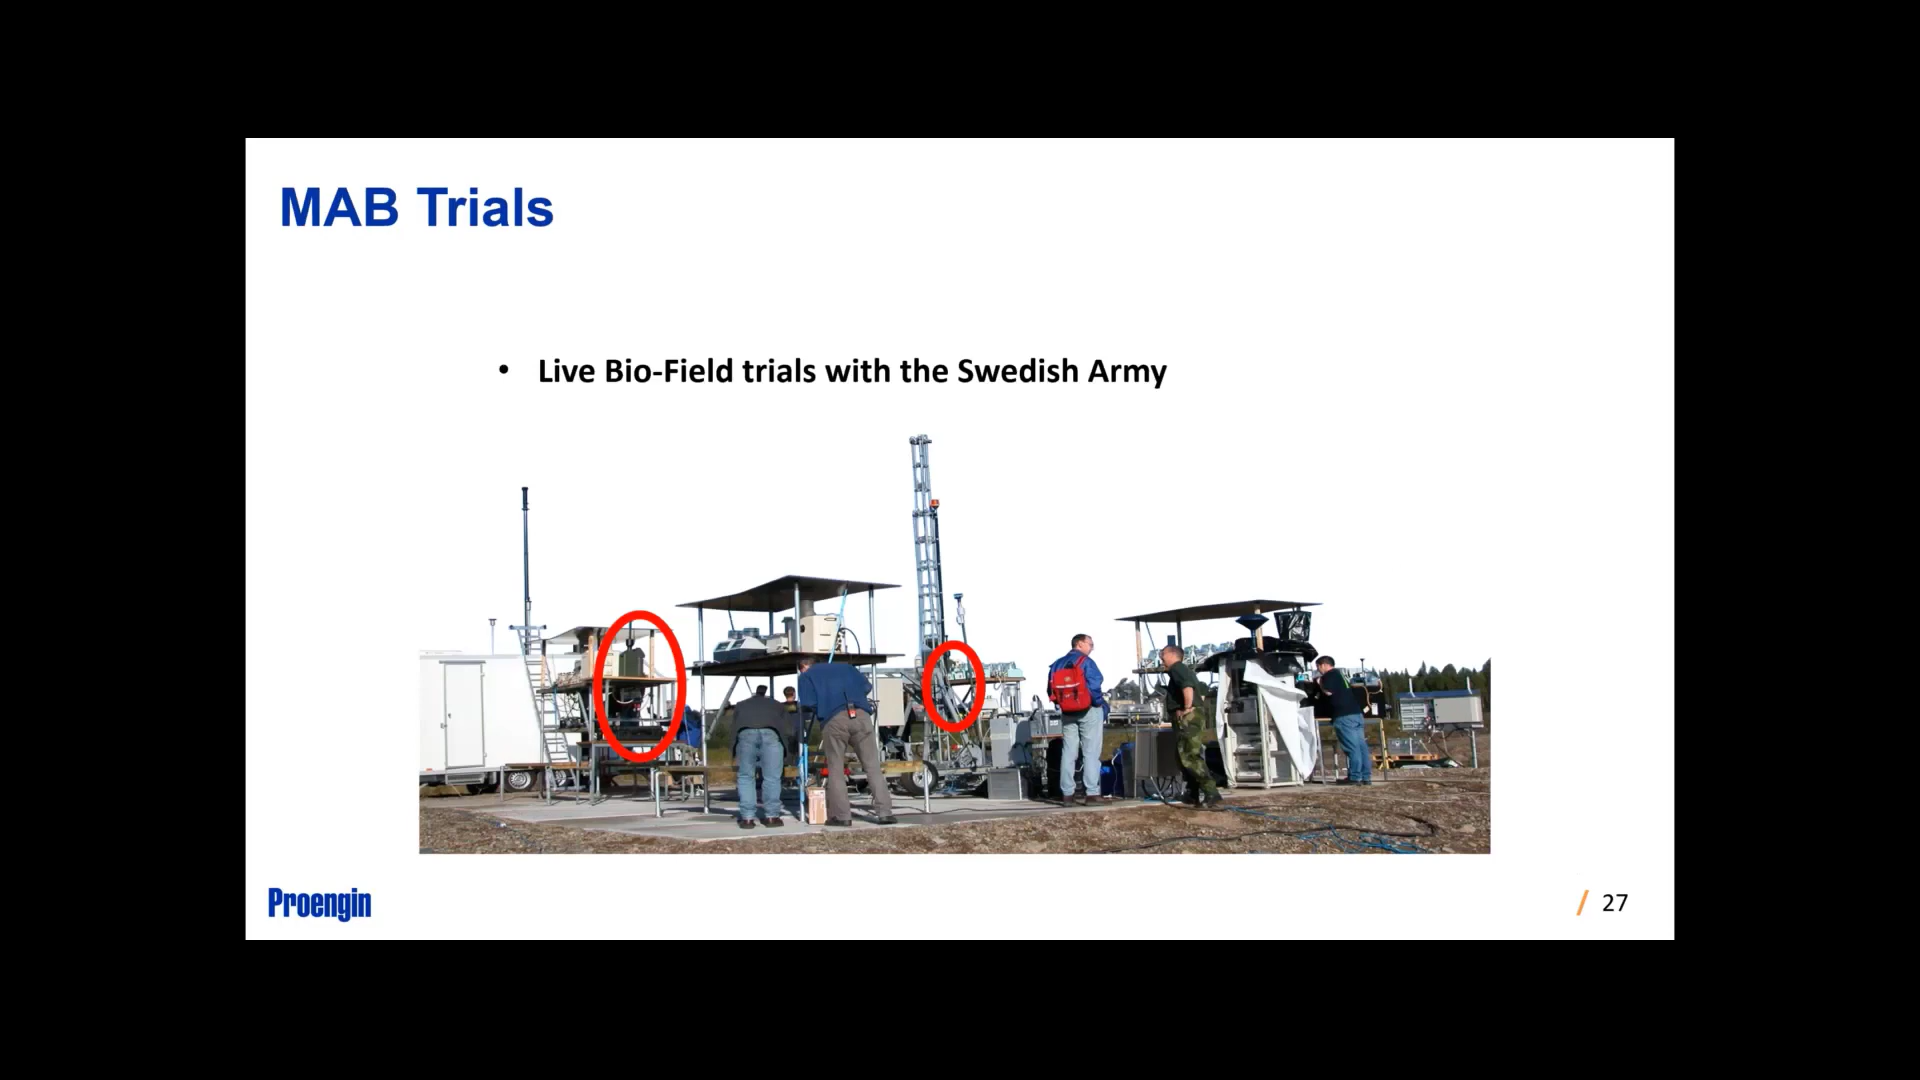 MAB Trials
• Live Bio-Field trials with the Swedish Army
Proengin
/ 27